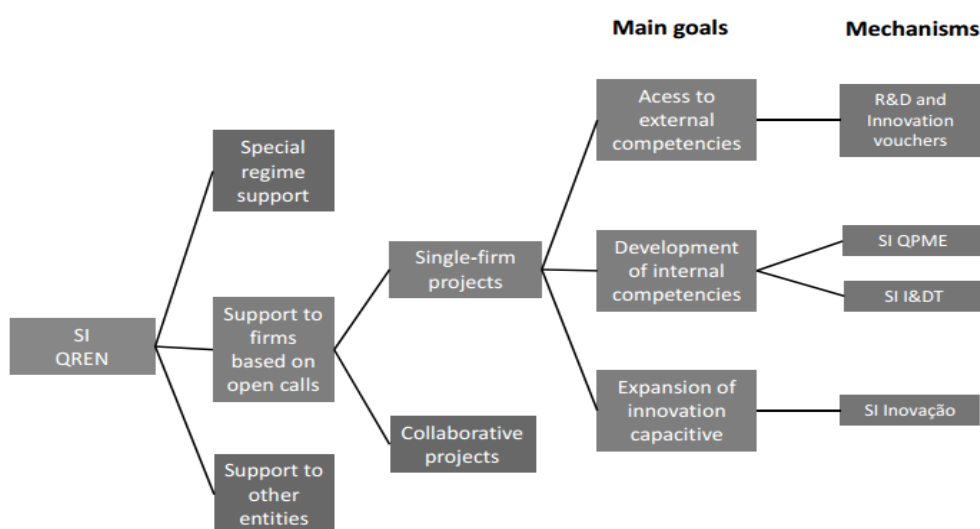 Main goals
Mechanisms
SI
QREN
Special
regime
support
Support to
firms
based on
open calls
Support to
other
entities
Single-firm
projects
Collaborative
projects
Acess to
external
competencies
Development
of internal
competencies
Expansion of
innovation
capacitive
R&D and
Innovation
vouchers
SI QPME
SI I&DT
SI Inovação